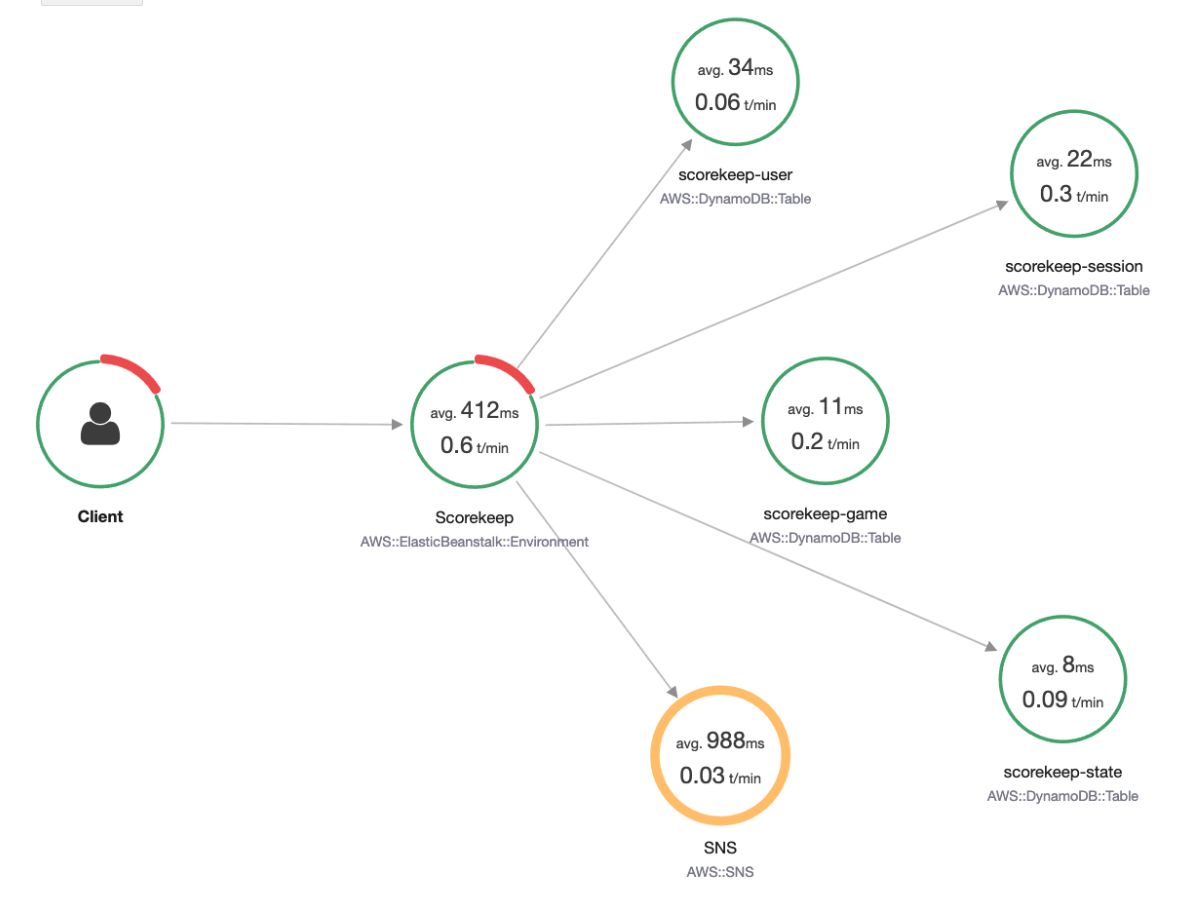 avg. 34ms
0.06 t/min
scorekeep-user
AWS::DynamoDB::Table
avg. 22ms
0.3 t/min
scorekeep-session
AWS::DynamoDB::Table
Client
avg. 412ms
0.6 t/min
Scorekeep
AWS::ElasticBeanstalk::Environment
avg. 11ms
0.2 t/min
scorekeep-game
AWS::DynamoDB::Table
avg. 8ms
0.09 t/min
scorekeep-state
AWS::DynamoDB::Table
avg. 988ms
0.03 t/min
SNS
AWS::SNS